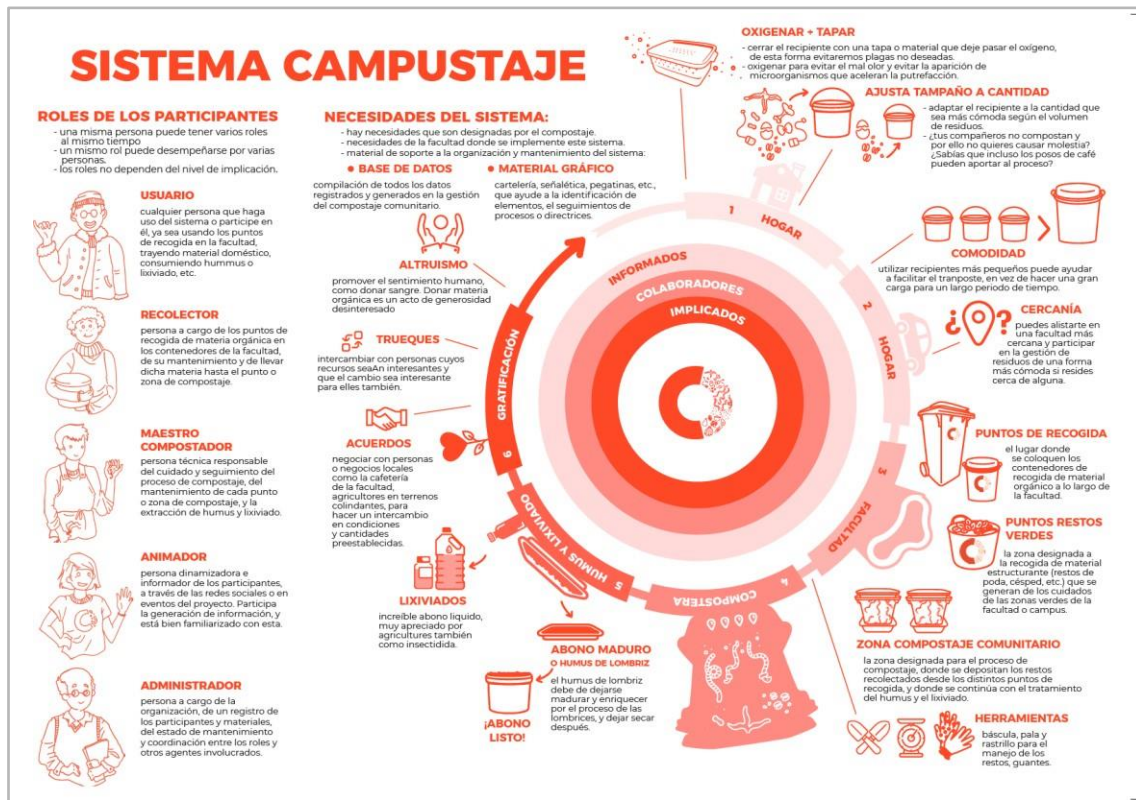 SISTEMA CAMPUSTAJE
ROLES DE LOS PARTICIPANTES
- una misma persona puede tener varios roles
al mismo tiempo
- un mismo rol puede desempeñarse por varias
personas.
- los roles no dependen del nivel de implicación.
USUARIO
cualquier persona que haga
uso del sistema o participe en
él, ya sea usando los puntos
de recogida en la facultad,
trayendo material doméstico,
consumiendo hummus o
lixiviado, etc.
RECOLECTOR
persona a cargo de los puntos de
recogida de materia orgánica en
los contenedores de la facultad,
de su mantenimiento y de llevar
dicha materia hasta el punto o
zona de compostaje.
MAESTRO
COMPOSTADOR
persona técnica responsable
del cuidado y seguimiento del
proceso de compostaje, del
mantenimiento de cada punto
o zona de compostaje, y la
extracción de humus y lixiviado.
ANIMADOR
persona dinamizadora e
informador de los participantes,
a través de las redes sociales o en
eventos del proyecto. Participa
la generación de información, y
está bien familiarizado con esta.
ADMINISTRADOR
persona a cargo de la
organización, de un registro de
los participantes y materiales,
del estado de mantenimiento
y coordinación entre los roles y
otros agentes involucrados.
NECESIDADES DEL SISTEMA:
- hay necesidades que son designadas por el compostaje.
- necesidades de la facultad donde se implemente este sistema.
- material de soporte a la organización y mantenimiento del sistema:
• BASE DE DATOS
compilación de todos los datos
registrados y generados en la gestión
del compostaje comunitario.
• MATERIAL GRÁFICO
cartelería, señalética, pegatinas, etc.,
que ayude a la identificación de
elementos, el seguimientos de
procesos o directrices.
ALTRUISMO
promover el sentimiento humano,
como donar sangre. Donar materia
orgánica es un acto de generosidad
desinteresado
TRUEQUES
intercambiar con personas cuyos
recursos seaAn interesantes y
que el cambio sea interesante
para elles también.
ACUERDOS
negociar con personas
o negocios locales
como la cafetería
de la facultad,
agricultores en terrenos
colindantes, para
hacer un intercambio
en condiciones
y cantidades
preestablecidas.
LIXIVIADOS
increíble abono liquido,
muy apreciado por
agricultures también
como insectidida.
ABONO MADURO
O HUMUS DE LOMBRIZ
el humus de lombriz
debe de dejarse
madurar y enriquecer
por el proceso de las
lombrices, y dejar secar
después.
¡ABONO
LISTO!
INFORMADOS
COLABORADORES
IMPLICADOS
1 HOGAR
2 HOGAR
3 FACULTAD
4 COMPOSTERA
5 HUMUS Y LIXIVIADO
6 GRATIFICACIÓN
OXIGENAR + TAPAR
- cerrar el recipiente con una tapa o material que deje pasar el oxígeno,
de esta forma evitaremos plagas no deseadas.
- oxigenar para evitar el mal olor y evitar la aparición de
microorganismos que aceleran la putrefacción.
AJUSTA TAMPAÑO A CANTIDAD
- adaptar el recipiente a la cantidad que
sea más cómoda según el volumen
de residuos.
- ¿tus compañeros no compostan y
por ello no quieres causar molestia?
¿Sabías que incluso los posos de café
pueden aportar al proceso?
COMODIDAD
utilizar recipientes más pequeños puede ayudar
a facilitar el tranposte, en vez de hacer una gran
carga para un largo periodo de tiempo.
CERCANÍA
puedes alistarte en
una facultad más
cercana y participar
en la gestión de
residuos de una forma
más cómoda si resides
cerca de alguna.
PUNTOS DE RECOGIDA
el lugar donde
se coloquen los
contenedores de
recogida de material
orgánico a lo largo de
la facultad.
PUNTOS RESTOS
VERDES
la zona designada a
la recogida de material
estructurante (restos de
poda, césped, etc.) que se
generan de los cuidados
de las zonas verdes de la
facultad o campus.
ZONA COMPOSTAJE COMUNITARIO
la zona designada para el proceso de
compostaje, donde se depositan los restos
recolectados desde los distintos puntos de
recogida, y donde se continúa con el tratamiento
del humus y el lixiviado.
HERRAMIENTAS
báscula, pala y
rastrillo para el
manejo de los
restos, guantes.